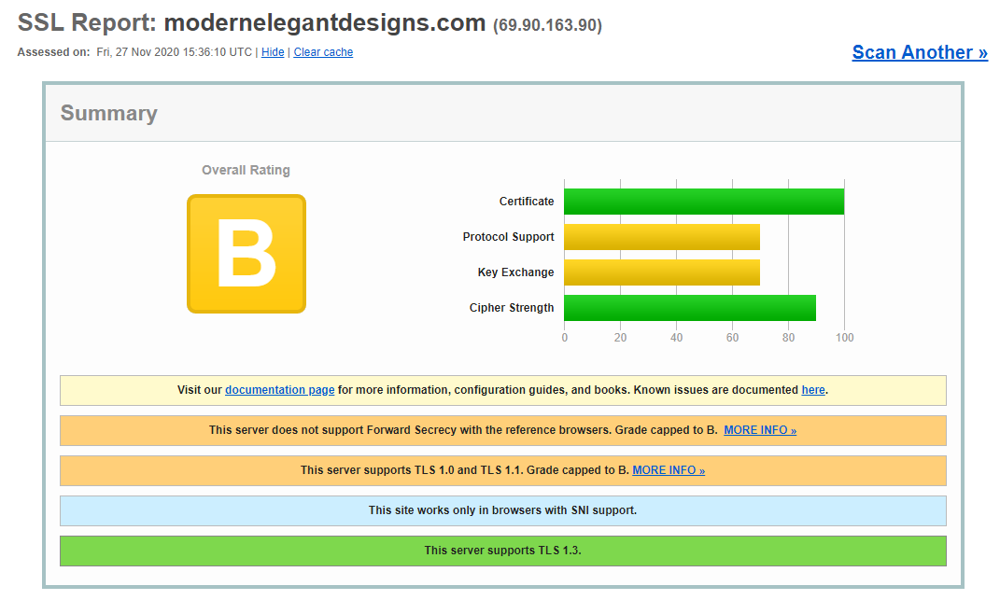 SSL Report: modernelegantdesigns.com (69.90.163.90)
Assessed on: Fri, 27 Nov 2020 15:36:10 UTC | Hide | Clear cache
Scan Another »
Summary
Overall Rating
B
Certificate
Protocol Support
Key Exchange
Cipher Strength
0 20 40 60 80 100
Visit our documentation page for more information, configuration guides, and books. Known issues are documented here.
This server does not support Forward Secrecy with the reference browsers. Grade capped to B. MORE INFO »
This server supports TLS 1.0 and TLS 1.1. Grade capped to B. MORE INFO »
This site works only in browsers with SNI support.
This server supports TLS 1.3.